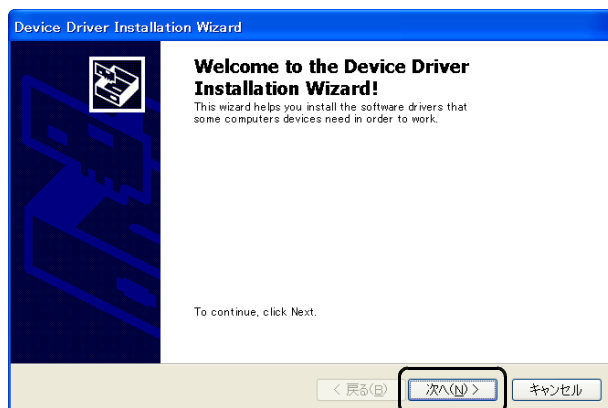 Device Driver Installation Wizard
Welcome to the Device Driver
Installation Wizard!
This wizard helps you install the software drivers that
some computers devices need in order to work.
To continue, click Next.
< 戻る(B) 次へ(N) > キャンセル